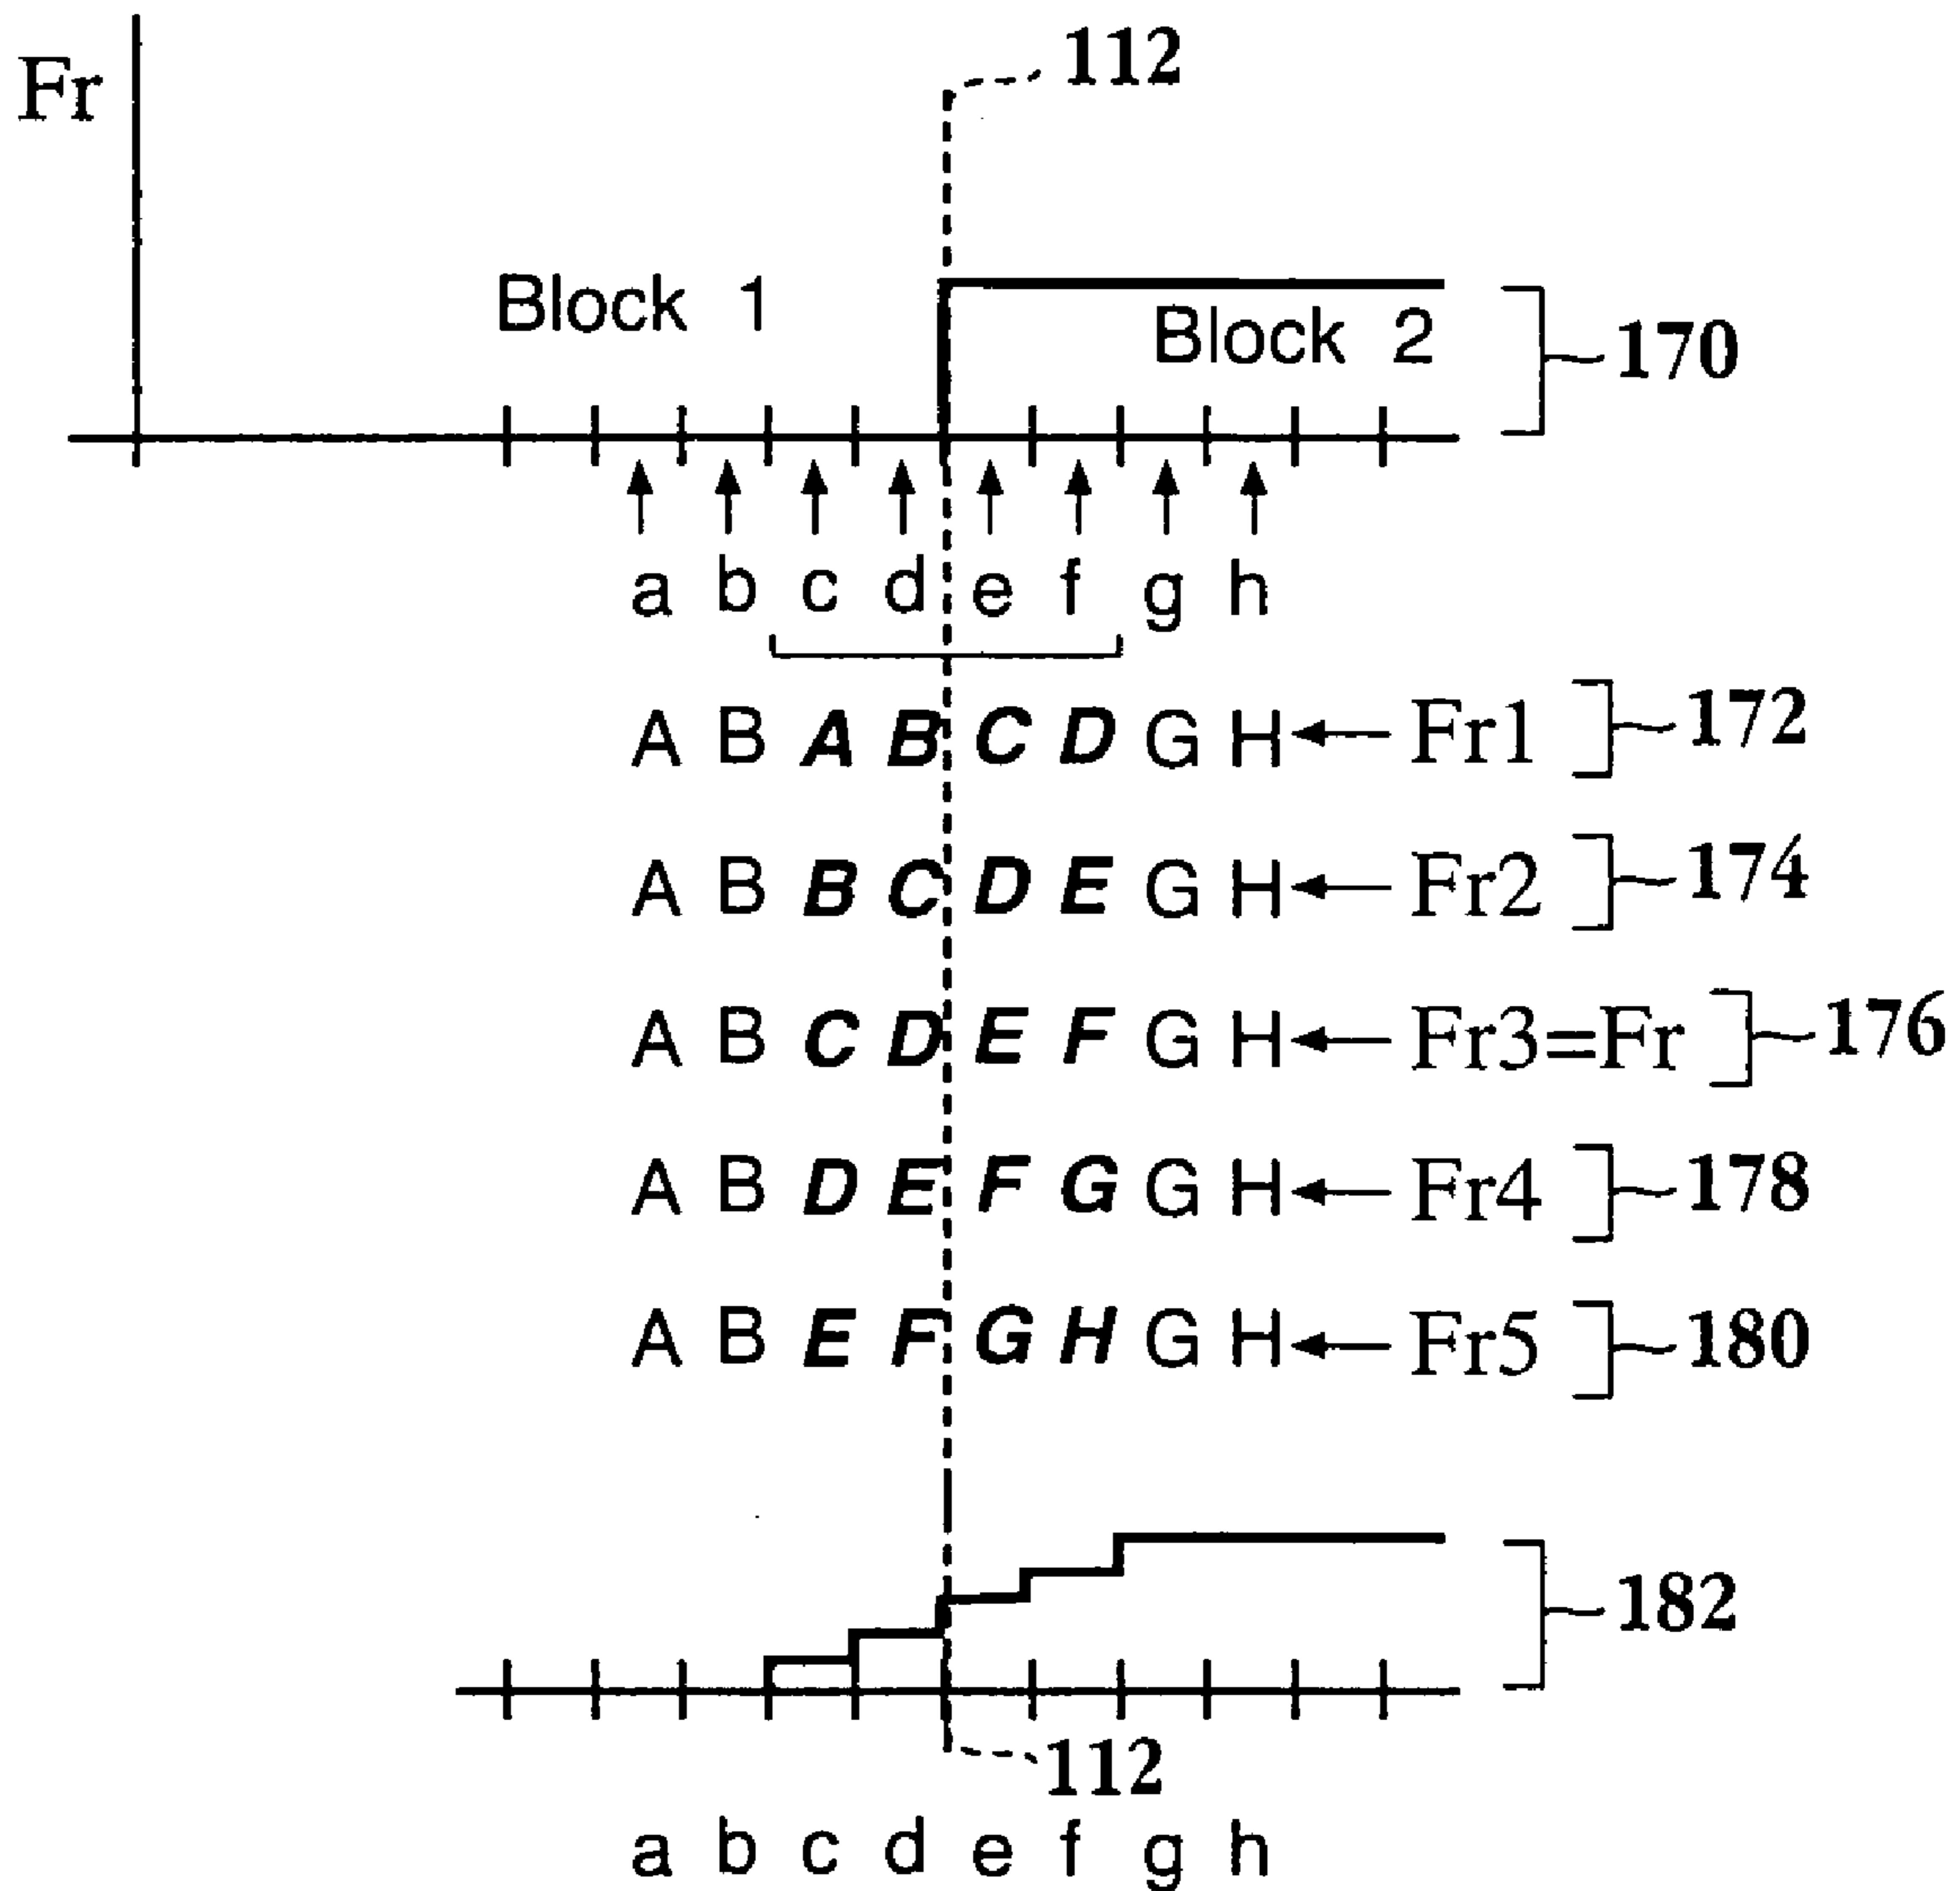 112
Fr
Block 1
Block 2
170
a b c d e f g h
A B A B C D G H Fr1 172
A B B C D E G H Fr2 174
A B C D E F G H Fr3=Fr 176
A B D E F G G H Fr4 178
A B E F G H G H Fr5 180
182
112
a b c d e f g h